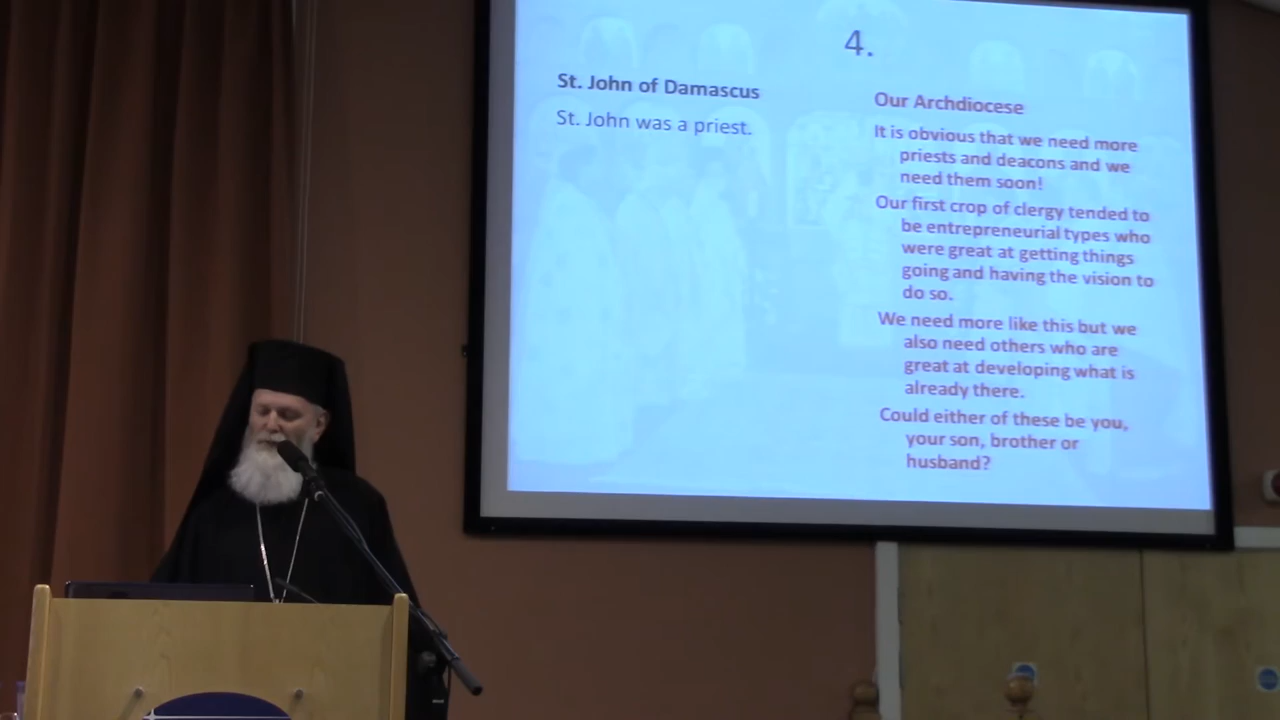 4.
St. John of Damascus
St. John was a priest.
Our Archdiocese
It is obvious that we need more
priests and deacons and we
need them soon!
Our first crop of clergy tended to
be entrepreneurial types who
were great at getting things
going and having the vision to
do so.
We need more like this but we
also need others who are
great at developing what is
already there.
Could either of these be you,
your son, brother or
husband?